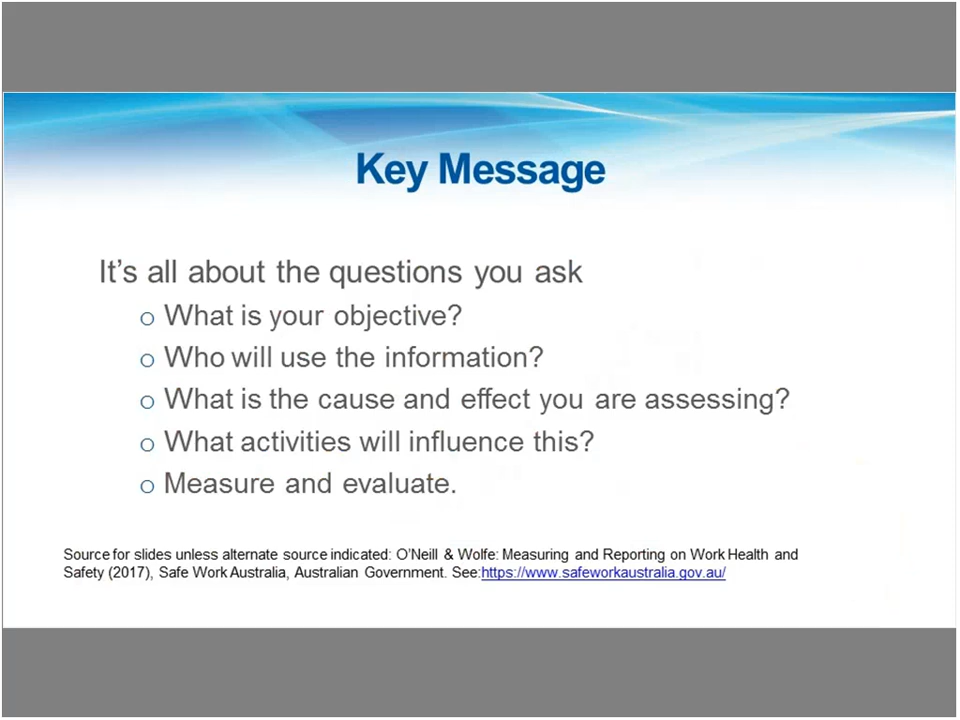 Key Message
It's all about the questions you ask
o What is your objective?
o Who will use the information?
o What is the cause and effect you are assessing?
o What activities will influence this?
o Measure and evaluate.
Source for slides unless alternate source indicated: O'Neill & Wolfe: Measuring and Reporting on Work Health and
Safety (2017), Safe Work Australia, Australian Government. See:https://www.safeworkaustralia.gov.au/